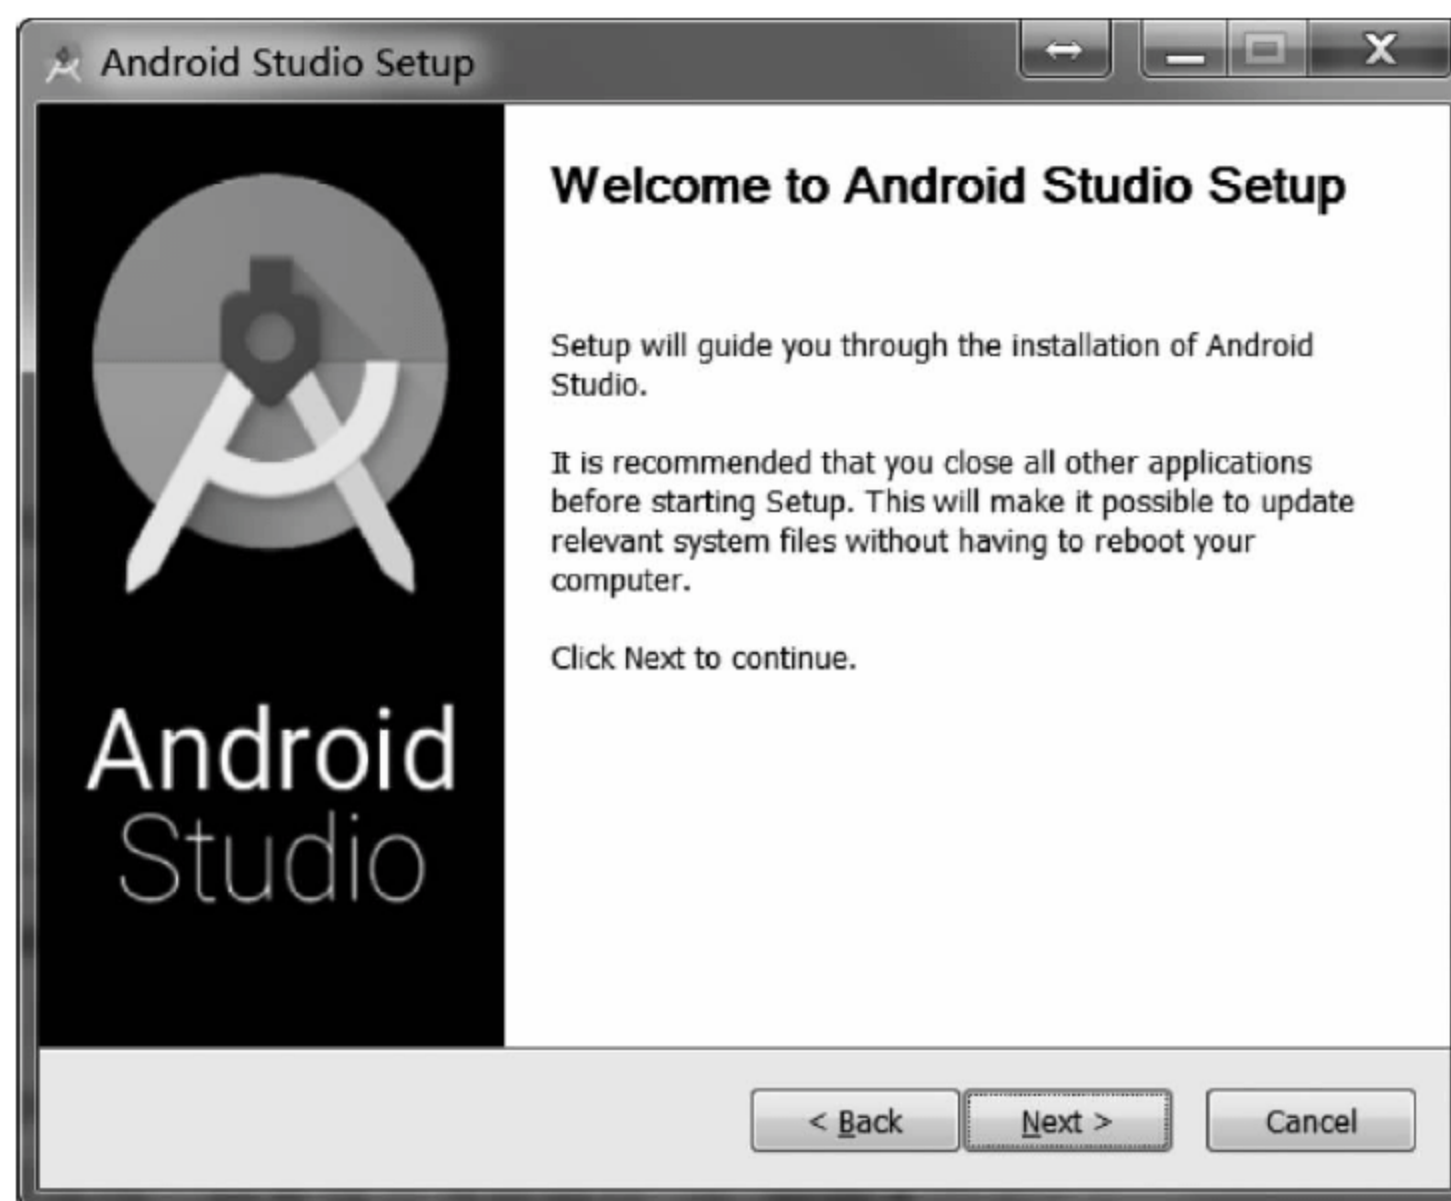 Android Studio Setup
Welcome to Android Studio Setup
Setup will guide you through the installation of Android
Studio.
It is recommended that you close all other applications
before starting Setup. This will make it possible to update
relevant system files without having to reboot your
computer.
Click Next to continue.
Android
Studio
< Back
Next >
Cancel